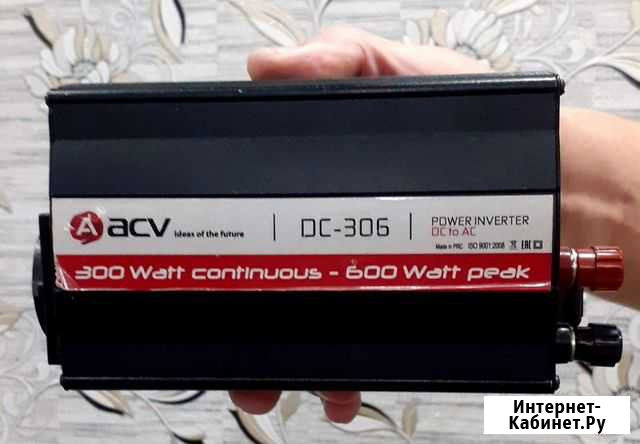 A acv Ideas of the future
DC-306
POWER INVERTER
DC to AC
Made in PRC ISO 9001:2008
300 Watt continuous - 600 Watt peak
Интернет-
Кабинет.Ру